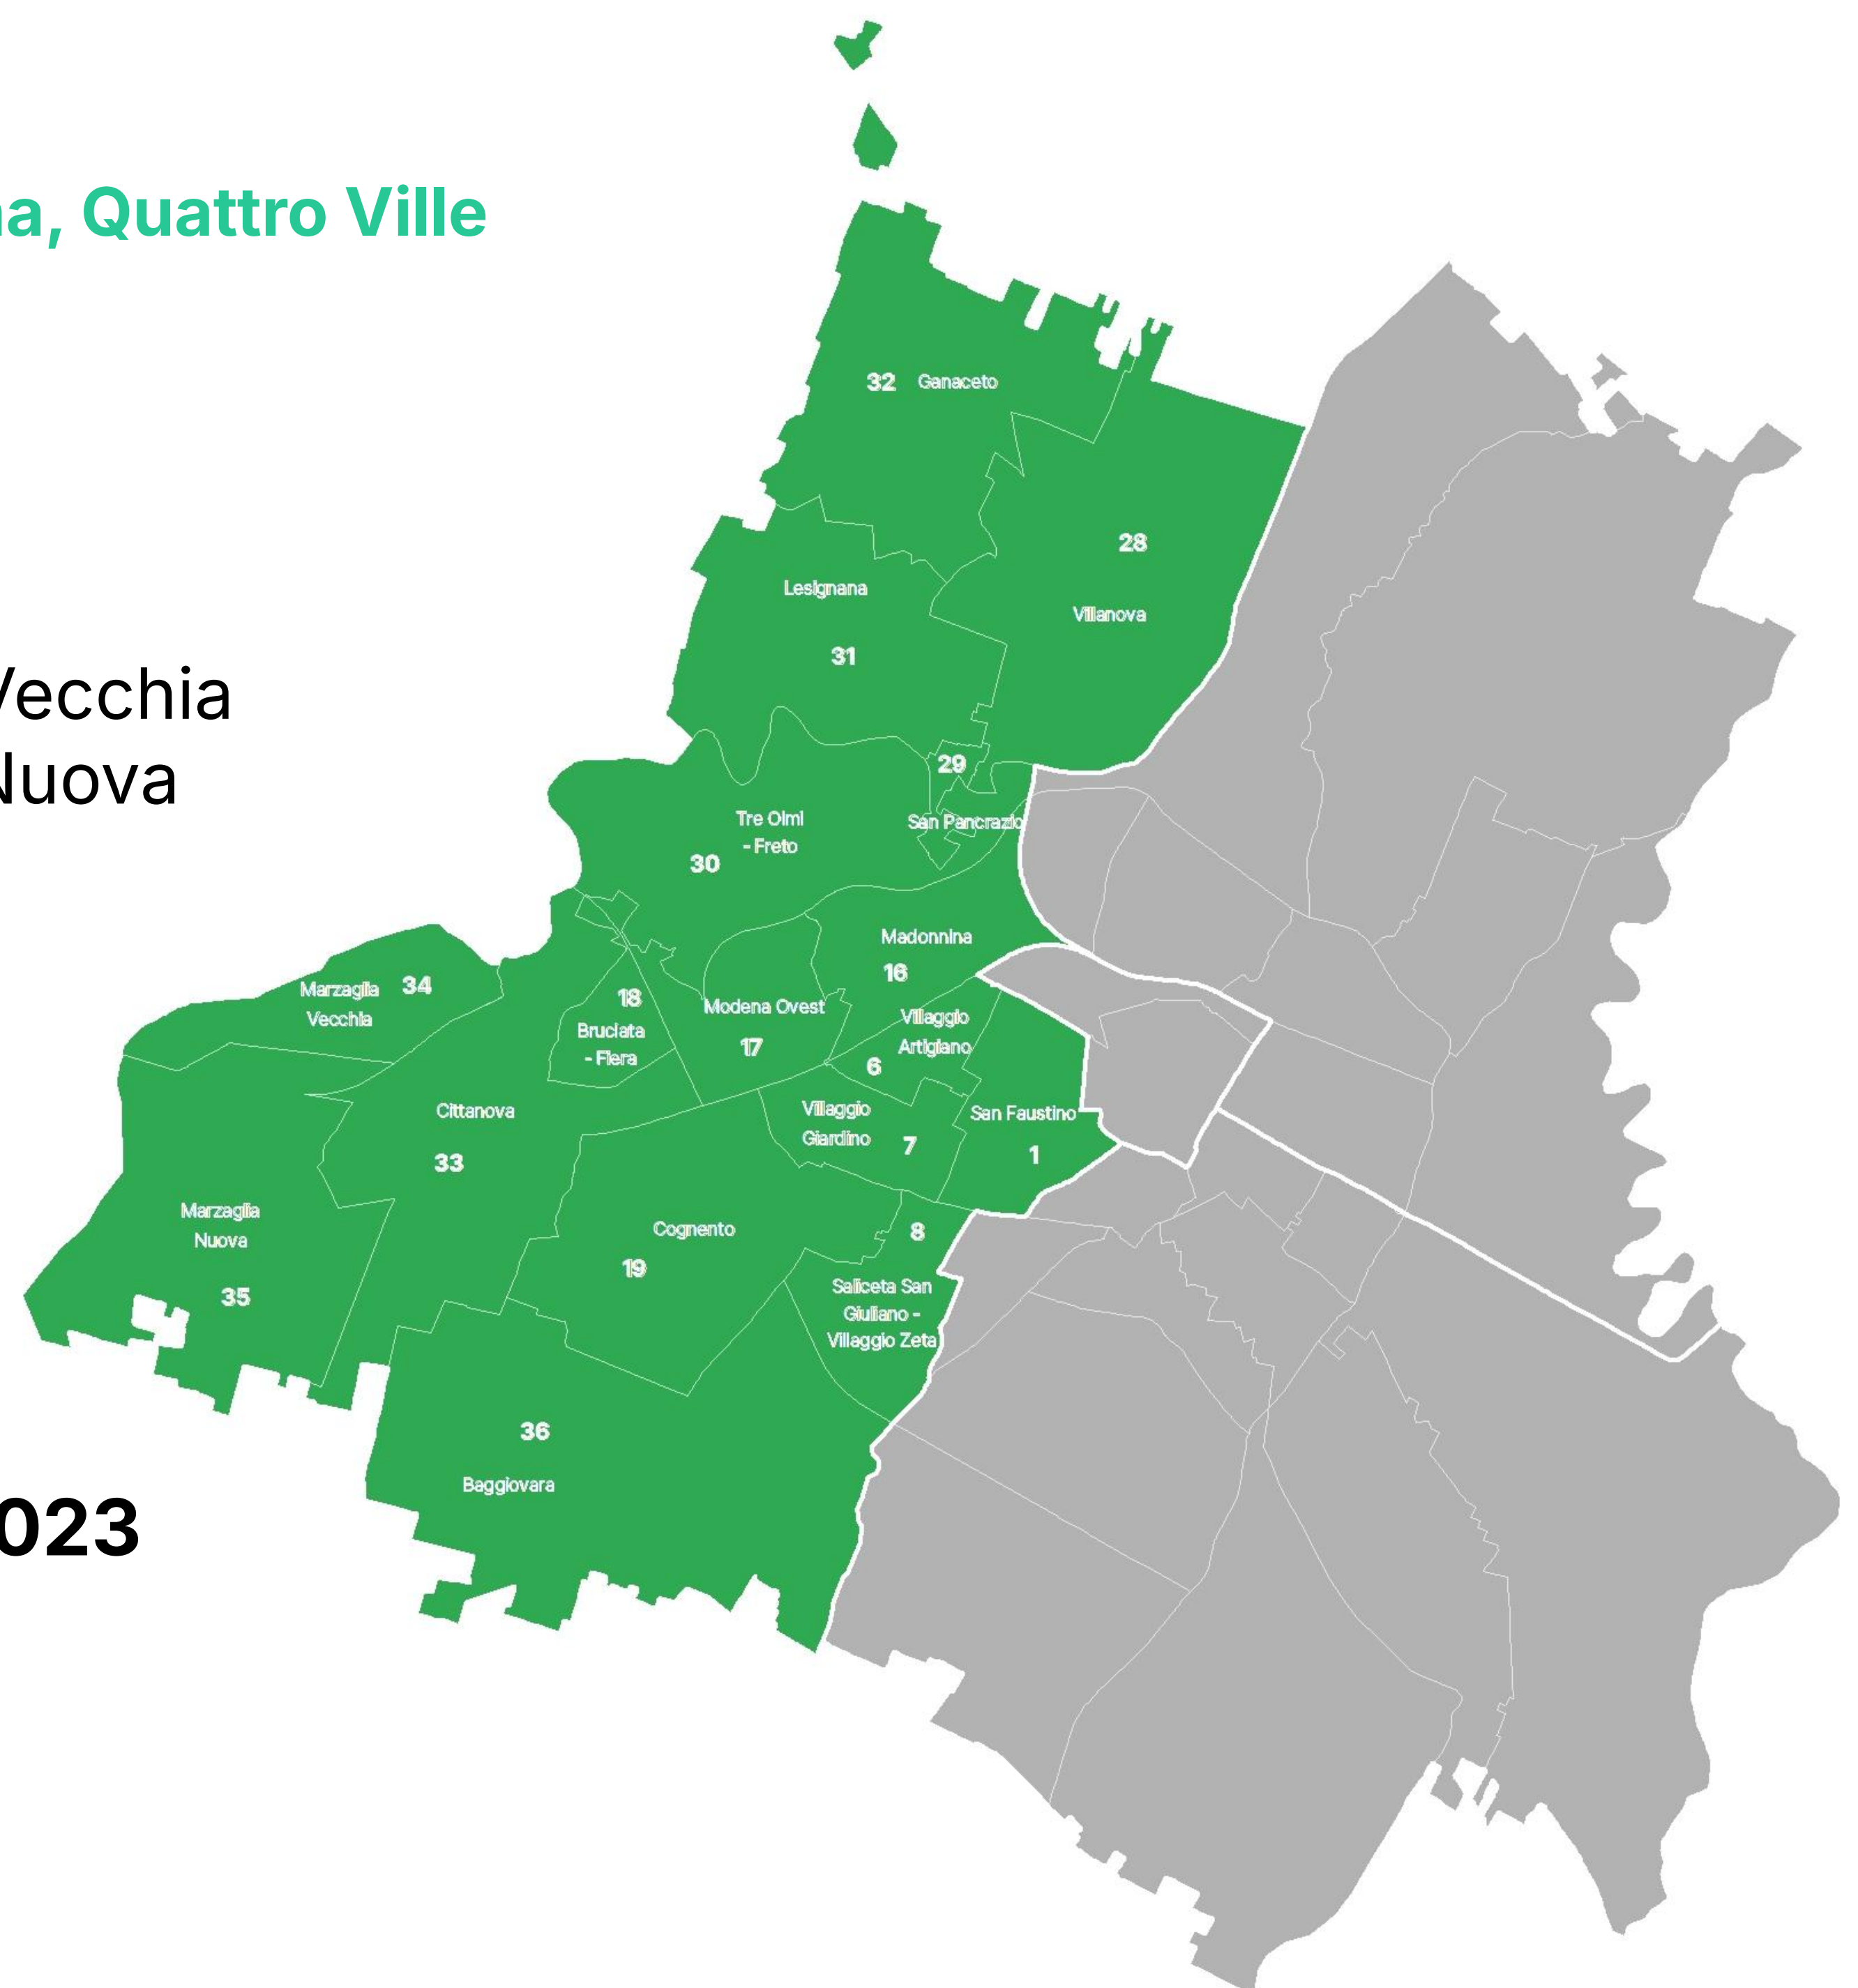 a, Quattro Ville
Vecchia
Nuova
023
32 Ganaceto
28
Villanova
Lesignana
31
29
San Pancrazio
Tre Olmi
- Freto
30
Madonnina
16
34
Marzaglia
Vecchia
18
Bruciata
- Fiera
Modena Ovest
17
Villaggio
Artigiano
6
Cittanova
33
Villaggio
Giardino
7
San Faustino
1
Marzaglia
Nuova
35
Cognento
19
8
Saliceta San
Giuliano -
Villaggio Zeta
36
Baggiovara